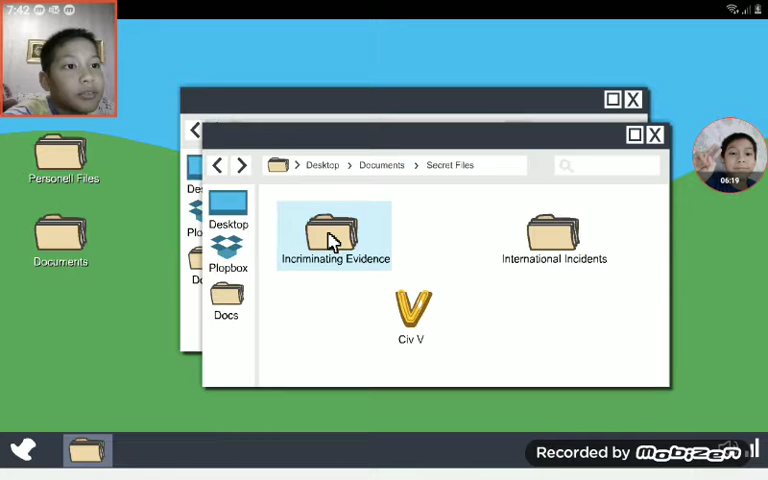 7:42
06:19
Personell Files
Documents
Desktop
Documents
Secret Files
Desktop
Plopbox
Docs
Incriminating Evidence
International Incidents
Civ V
Recorded by mobizen